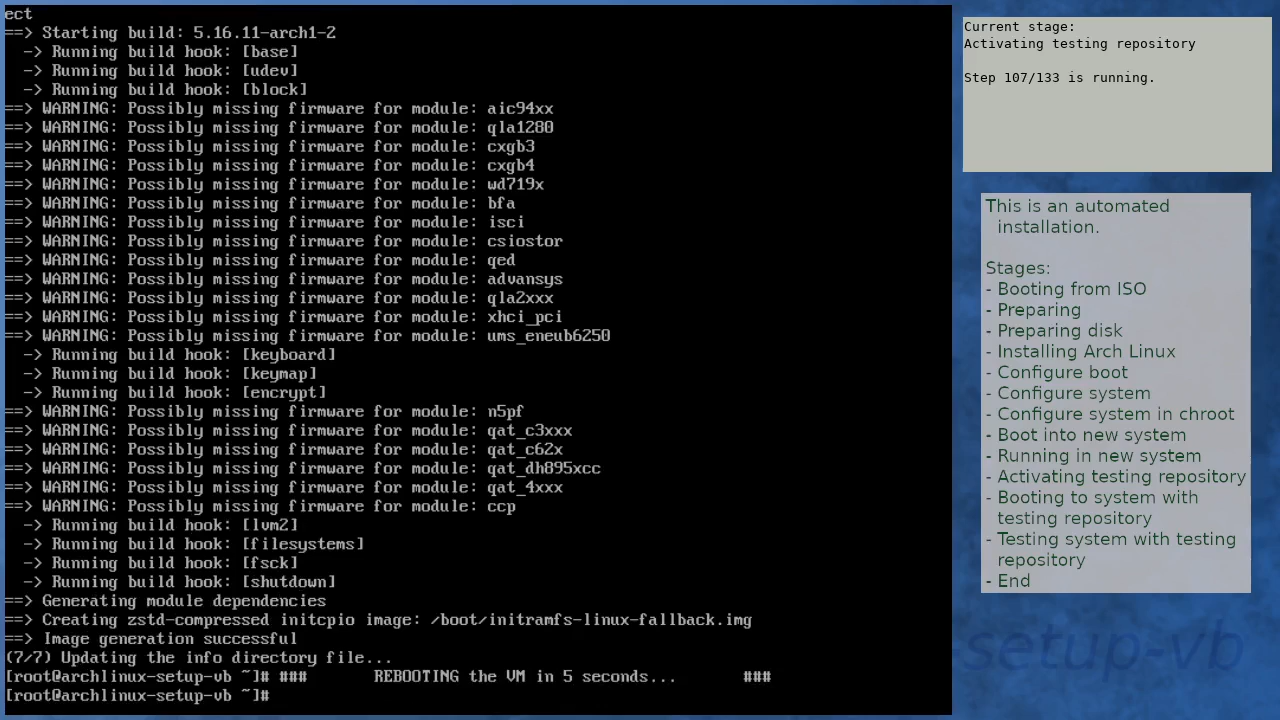 ect
==> Starting build: 5.16.11-arch1-2
  -> Running build hook: [base]
  -> Running build hook: [udev]
  -> Running build hook: [block]
==> WARNING: Possibly missing firmware for module: aic94xx
==> WARNING: Possibly missing firmware for module: qla1280
==> WARNING: Possibly missing firmware for module: cxgb3
==> WARNING: Possibly missing firmware for module: cxgb4
==> WARNING: Possibly missing firmware for module: wd719x
==> WARNING: Possibly missing firmware for module: bfa
==> WARNING: Possibly missing firmware for module: isci
==> WARNING: Possibly missing firmware for module: csiostor
==> WARNING: Possibly missing firmware for module: qed
==> WARNING: Possibly missing firmware for module: advansys
==> WARNING: Possibly missing firmware for module: qla2xxx
==> WARNING: Possibly missing firmware for module: xhci_pci
==> WARNING: Possibly missing firmware for module: ums_eneub6250
  -> Running build hook: [keyboard]
  -> Running build hook: [keymap]
  -> Running build hook: [encrypt]
==> WARNING: Possibly missing firmware for module: n5pf
==> WARNING: Possibly missing firmware for module: qat_c3xxx
==> WARNING: Possibly missing firmware for module: qat_c62x
==> WARNING: Possibly missing firmware for module: qat_dh895xcc
==> WARNING: Possibly missing firmware for module: qat_4xxx
==> WARNING: Possibly missing firmware for module: ccp
  -> Running build hook: [lvm2]
  -> Running build hook: [filesystems]
  -> Running build hook: [fsck]
  -> Running build hook: [shutdown]
==> Generating module dependencies
==> Creating zstd-compressed initcpio image: /boot/initramfs-linux-fallback.img
==> Image generation successful
(7/7) Updating the info directory file...
[root@archlinux-setup-vb ~]# ###       REBOOTING the VM in 5 seconds...       ###
[root@archlinux-setup-vb ~]#
Current stage:
Activating testing repository
Step 107/133 is running.
This is an automated
installation.
Stages:
- Booting from ISO
- Preparing
- Preparing disk
- Installing Arch Linux
- Configure boot
- Configure system
- Configure system in chroot
- Boot into new system
- Running in new system
- Activating testing repository
- Booting to system with
testing repository
- Testing system with testing
repository
- End
-setup-vb